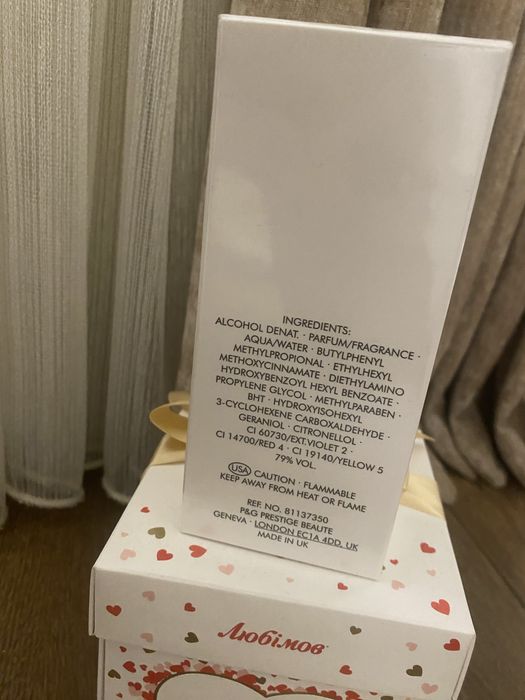 INGREDIENTS:
ALCOHOL DENAT. · PARFUM/FRAGRANCE ·
AQUA/WATER · BUTYLPHENYL
METHYLPROPIONAL · ETHYLHEXYL
METHOXYCINNAMATE · DIETHYLAMINO
HYDROXYBENZOYL HEXYL BENZOATE ·
PROPYLENE GLYCOL · METHYLPARABEN ·
BHT · HYDROXYISOHEXYL
3-CYCLOHEXENE CARBOXALDEHYDE ·
GERANIOL · CITRONELLOL ·
CI 60730/EXT.VIOLET 2 ·
CI 14700/RED 4 · CI 19140/YELLOW 5
79% VOL.
USA CAUTION · FLAMMABLE
KEEP AWAY FROM HEAT OR FLAME
REF. NO. 81137350
P&G PRESTIGE BEAUTE
GENEVA · LONDON EC1A 4DD, UK
MADE IN UK
Любімов